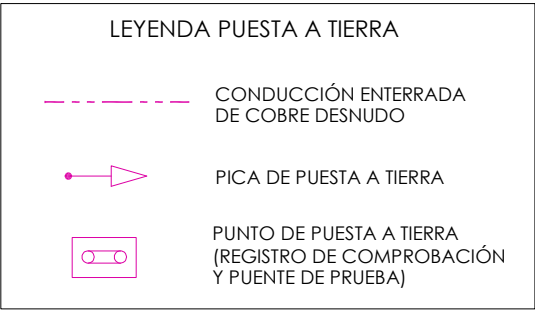 LEYENDA PUESTA A TIERRA
CONDUCCIÓN ENTERRADA
DE COBRE DESNUDO
PICA DE PUESTA A TIERRA
PUNTO DE PUESTA A TIERRA
(REGISTRO DE COMPROBACIÓN
Y PUENTE DE PRUEBA)